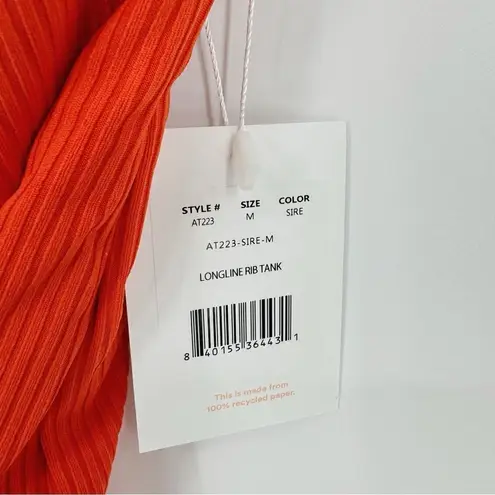 STYLE # SIZE COLOR
AT223 M SIRE
AT223-SIRE-M
LONGLINE RIB TANK
8 40155 36443 1
This is made from
100% recycled paper.